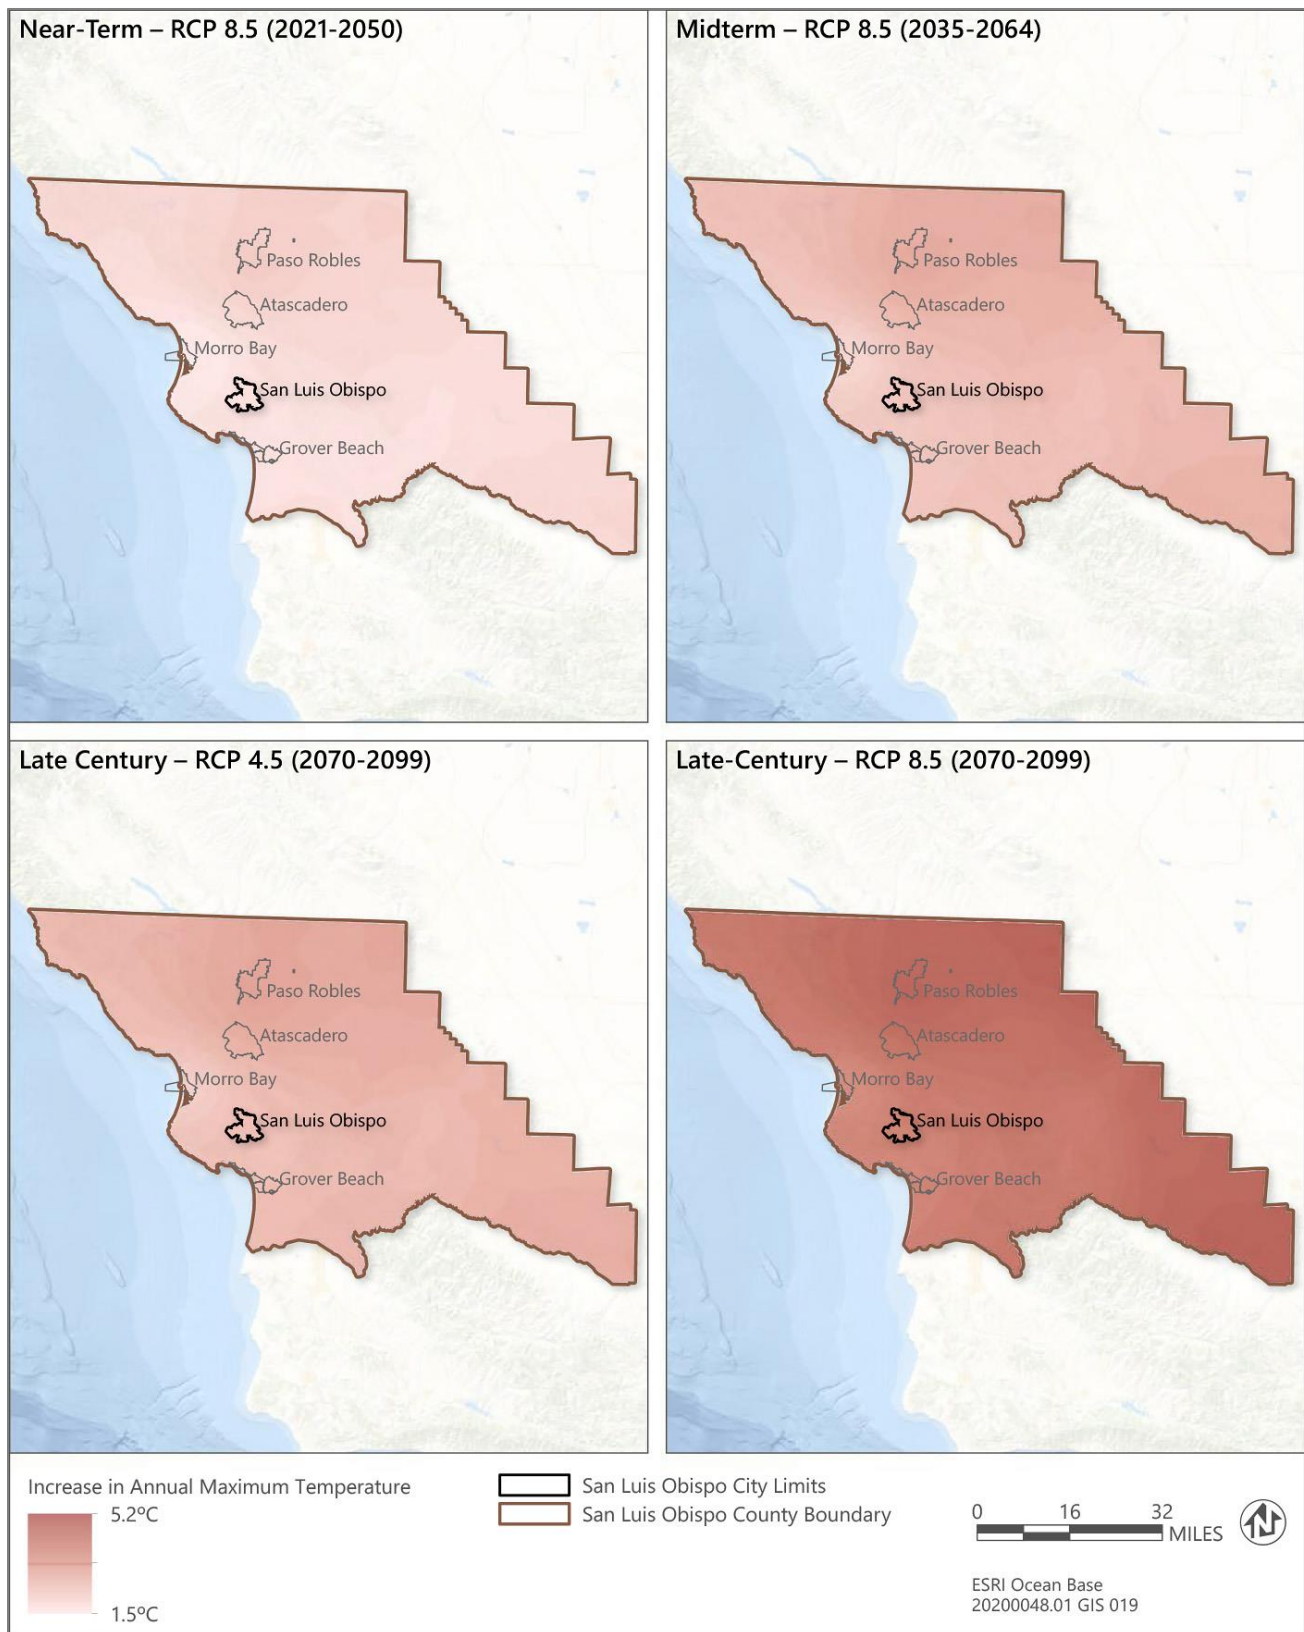 Near-Term – RCP 8.5 (2021-2050)
Paso Robles
Atascadero
Morro Bay
San Luis Obispo
Grover Beach
Midterm – RCP 8.5 (2035-2064)
Paso Robles
Atascadero
Morro Bay
San Luis Obispo
Grover Beach
Late Century – RCP 4.5 (2070-2099)
Paso Robles
Atascadero
Morro Bay
San Luis Obispo
Grover Beach
Late-Century – RCP 8.5 (2070-2099)
Paso Robles
Atascadero
Morro Bay
San Luis Obispo
Grover Beach
Increase in Annual Maximum Temperature
5.2ºC
1.5ºC
San Luis Obispo City Limits
San Luis Obispo County Boundary
0 16 32
MILES
N
ESRI Ocean Base
20200048.01 GIS 019